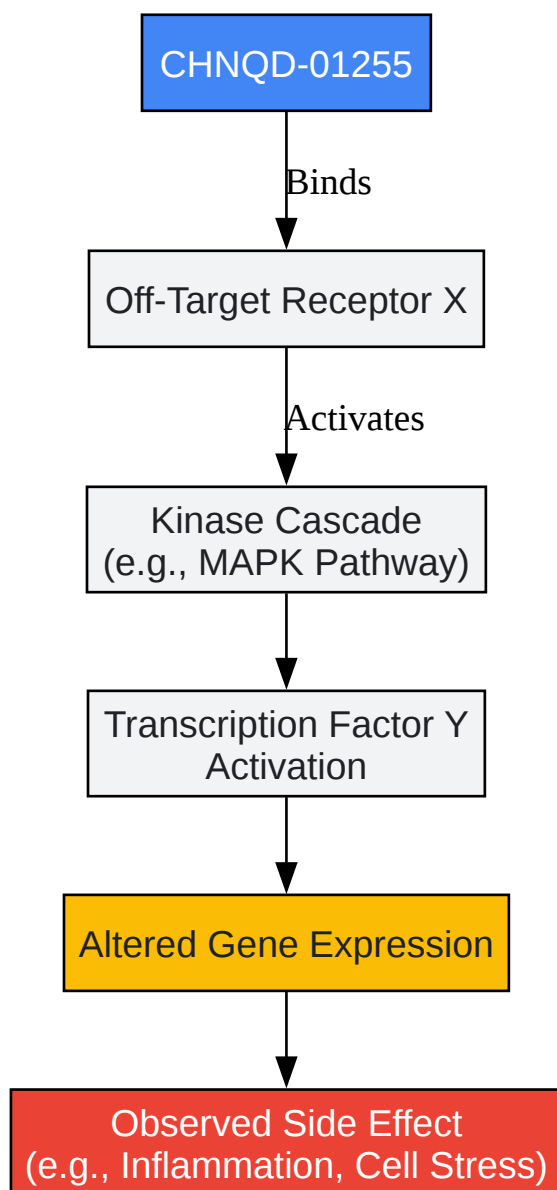 CHNQD-01255
Binds
Off-Target Receptor X
Activates
Kinase Cascade
(e.g., MAPK Pathway)
Transcription Factor Y
Activation
Altered Gene Expression
Observed Side Effect
(e.g., Inflammation, Cell Stress)